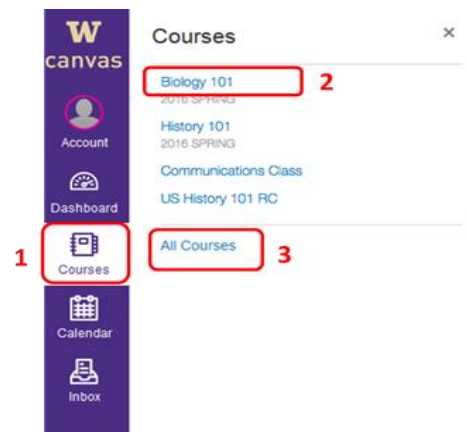 W
canvas
Account
Dashboard
1
Courses
Calendar
Inbox
Courses
×
Biology 101
2
2016 SPRING
History 101
2016 SPRING
Communications Class
US History 101 RC
All Courses
3